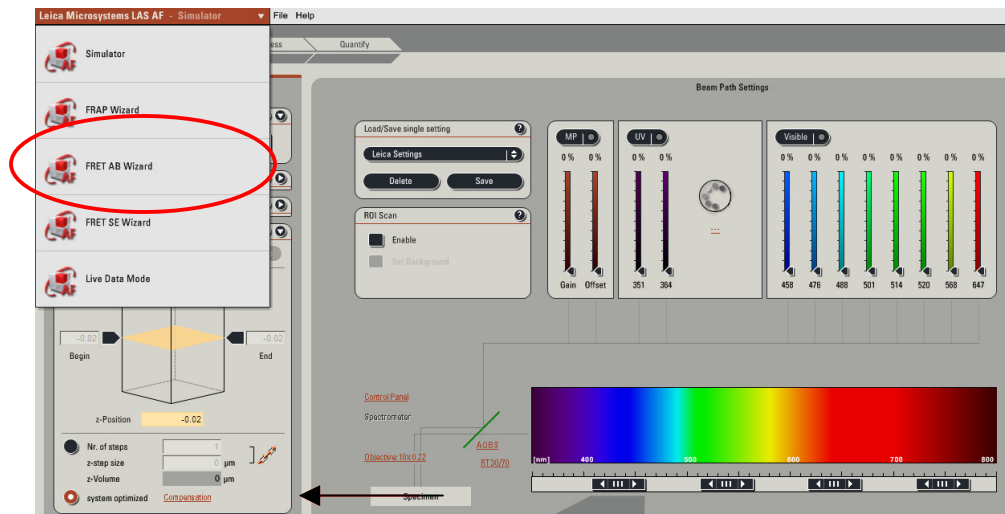 Leica Microsystems LAS AF - Simulator File Help
ess Quantify
Simulator
FRAP Wizard
FRET AB Wizard
FRET SE Wizard
Live Data Mode
Begin -0.02
End -0.02
z-Position -0.02
Nr. of steps 1
z-step size 0 µm
z-Volume 0 µm
system optimized Compensation
Beam Path Settings
Load/Save single setting
Leica Settings
Delete Save
ROI Scan
Enable
Set Background
MP UV Visible
0 % 0 % 0 % 0 % 0 % 0 % 0 % 0 % 0 % 0 % 0 % 0 %
Gain Offset 351 364 458 476 488 501 514 520 568 647
Control Panel
Spectrometer
AOBS
Objective: 10x0.22 RT 30/70
[nm] 400 500 600 700 800
Specimen